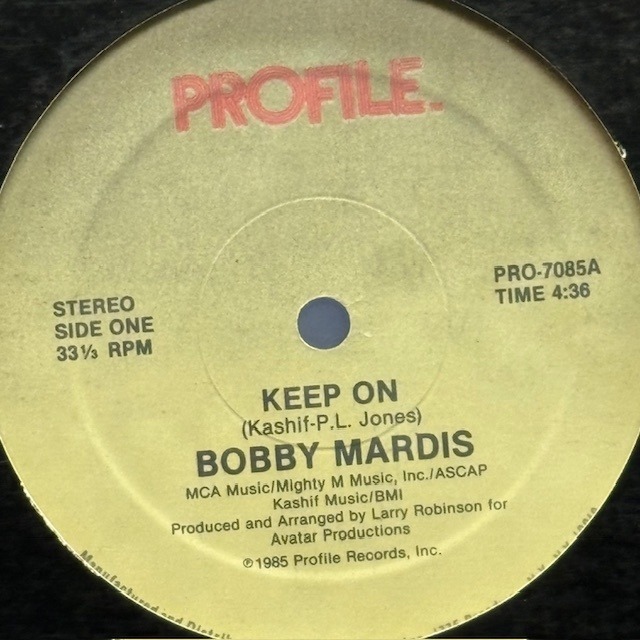 PROFILE.
STEREO
SIDE ONE
33⅓ RPM
PRO-7085A
TIME 4:36
KEEP ON
(Kashif-P.L. Jones)
BOBBY MARDIS
MCA Music/Mighty M Music, Inc./ASCAP
Kashif Music/BMI
Produced and Arranged by Larry Robinson for
Avatar Productions
℗1985 Profile Records, Inc.
Manufactured and